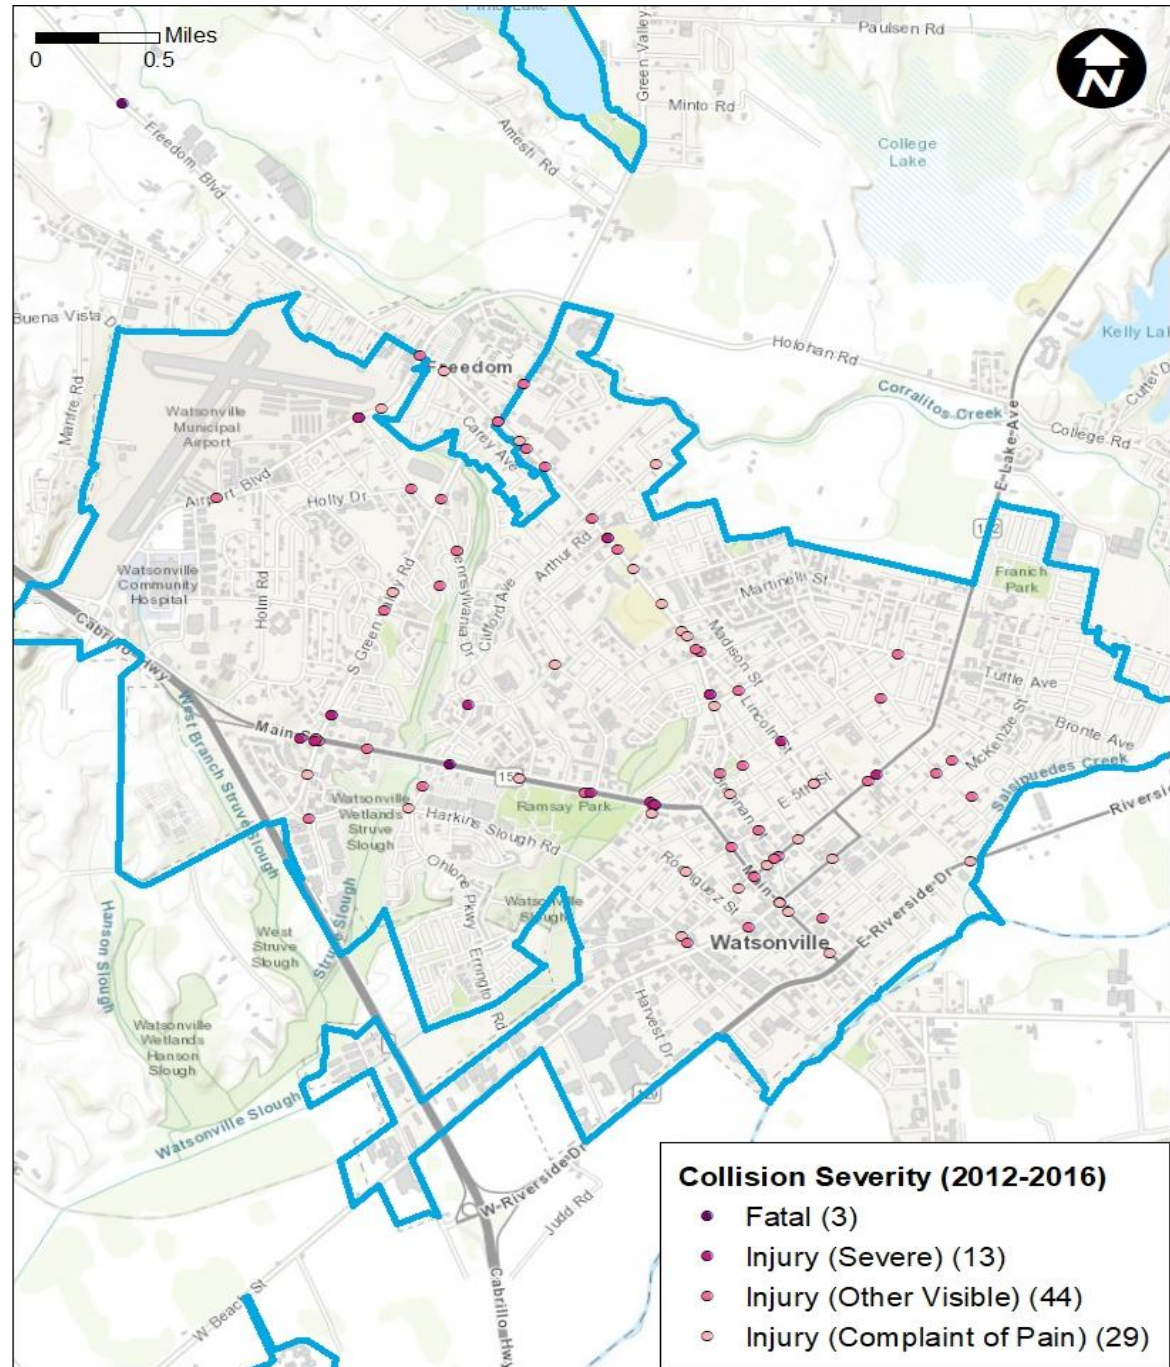 Miles
0
0.5
N
Paulsen Rd
Green Valley
Minto Rd
Amesti Rd
College
Lake
Freedom Blvd
Buena Vista D
Holohan Rd
Kelly Lak
Cutter D
Freedom
Corralitos Creek
College Rd
Manfre Rd
Watsonville
Municipal
Airport
Carey Ave
E-Lake-Ave
Airport Blvd
Holly Dr
152
Arthur Rd
Watsonville
Community
Hospital
Holm Rd
Clifford Ave
Martinelli St
Franich
Park
Cabrillo Hwy
Madison St
Tuttle Ave
Lincoln St
McKenzie St
Bronte Ave
West Branch Struve Slough
E 5th St
Salsipuedes Creek
Ramsay Park
Riverside
Watsonville
Wetlands
Struve
Slough
Harkins Slough Rd
Ohlone Pkwy
Rodriguez St
E-Riverside-Dr
Hanson Slough
West
Struve
Slough
Struve Slough
Watsonville
Slough
Watsonville
Rd
Harvest Dr
Watsonville
Wetlands
Hanson
Slough
Watsonville Slough
W-Riverside-Dr
Judd Rd
W-Beach St
Cabrillo-Hwy
Collision Severity (2012-2016)
Fatal (3)
Injury (Severe) (13)
Injury (Other Visible) (44)
Injury (Complaint of Pain) (29)